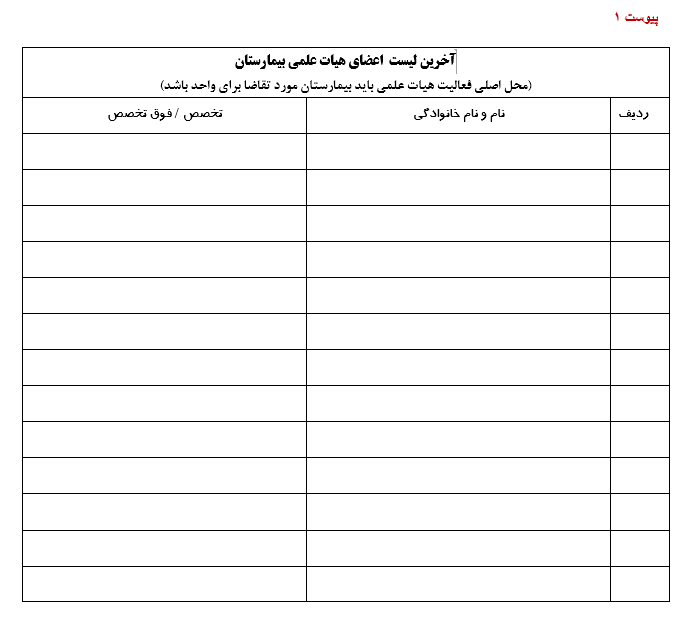 پیوست ۱
آخرین لیست اعضای هیات علمی بیمارستان
(محل اصلی فعالیت هیات علمی باید بیمارستان مورد تقاضا برای واحد باشد)
ردیف نام و نام خانوادگی تخصص / فوق تخصص